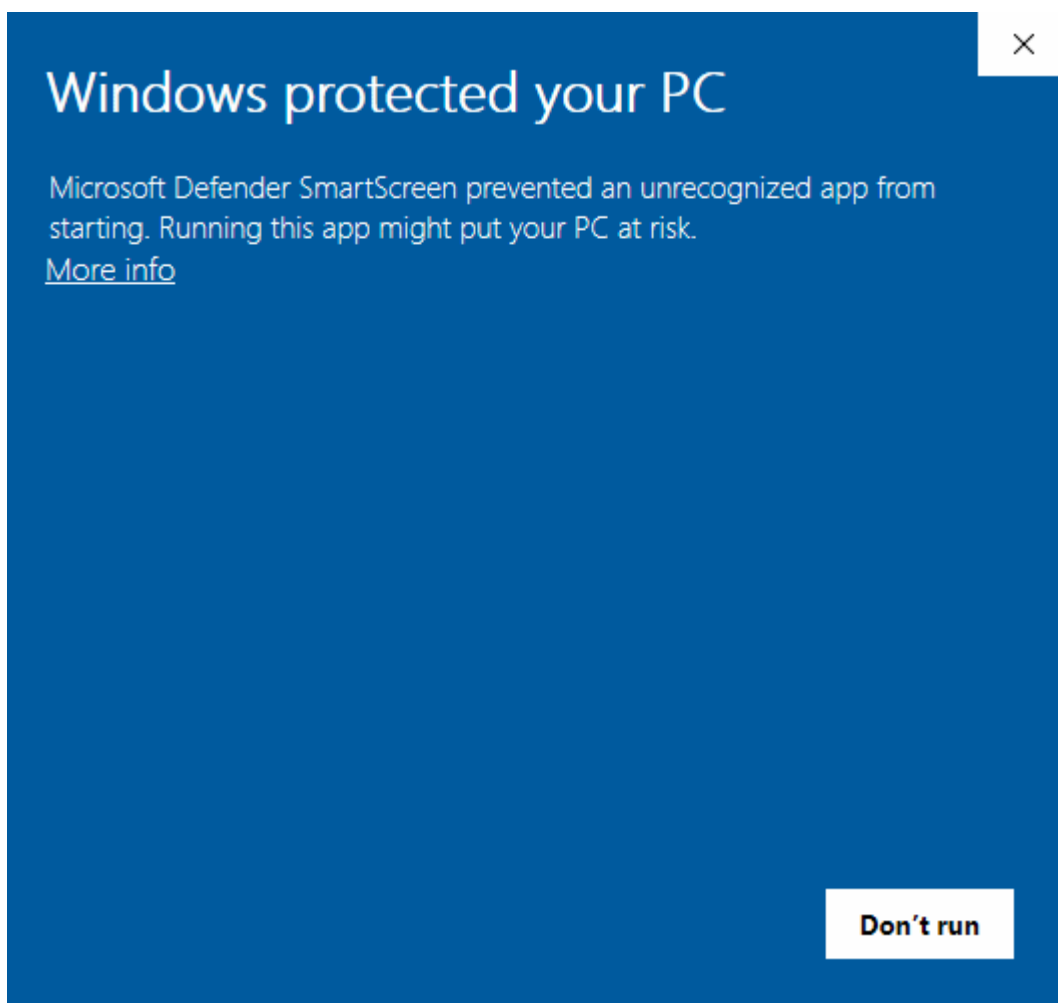 Windows protected your PC
Microsoft Defender SmartScreen prevented an unrecognized app from
starting. Running this app might put your PC at risk.
More info
Don’t run